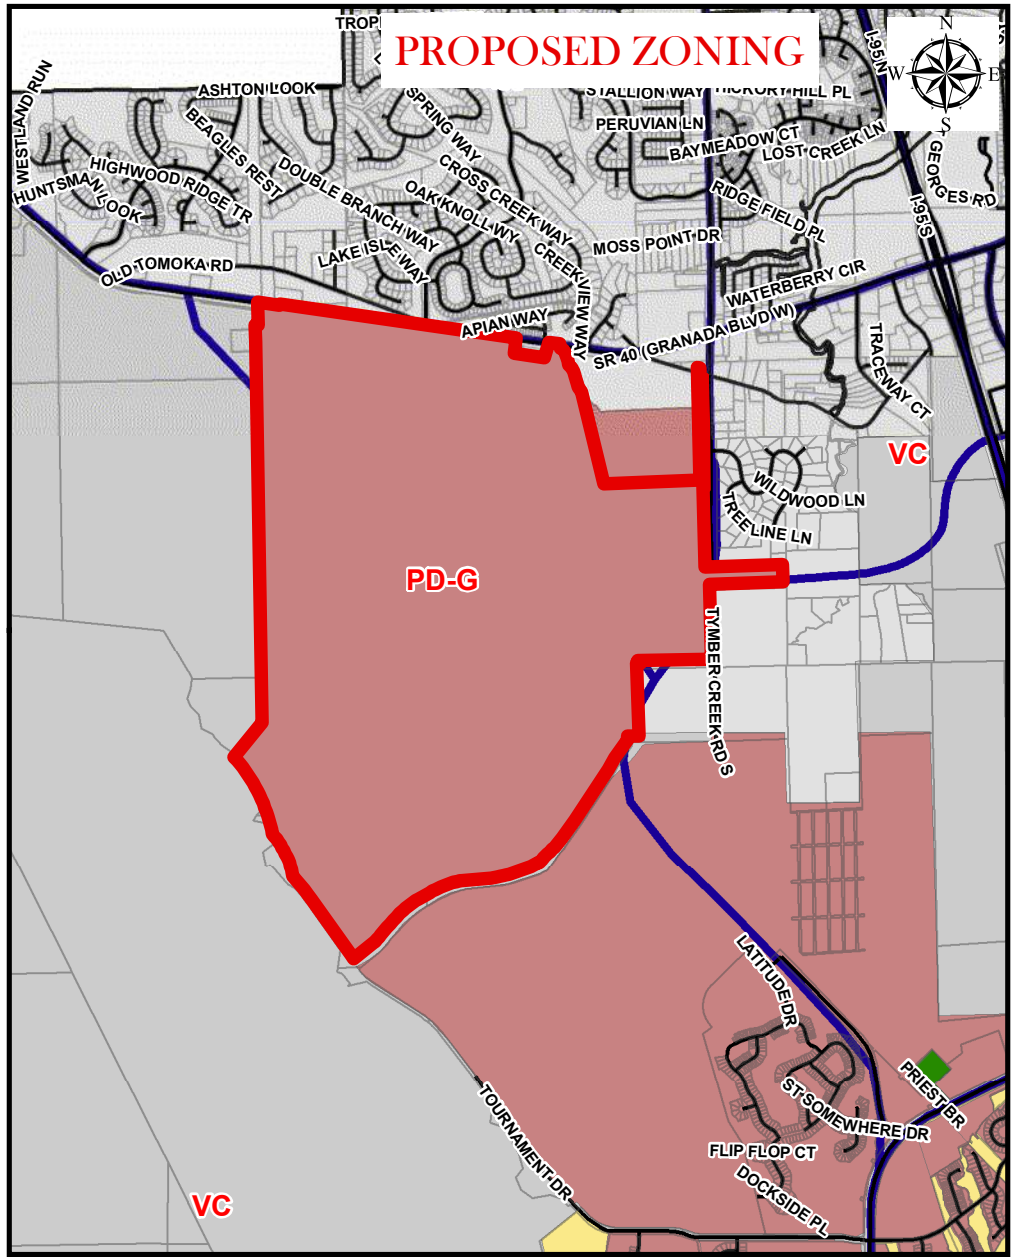 TROP
PROPOSED ZONING
I-95 N
N
W
E
S
WESTLAND RUN
ASHTON LOOK
SPRING WAY
STALLION WAY
HICKORY HILL PL
BEAGLES REST
PERUVIAN LN
BAYMEADOW CT
LOST CREEK LN
GEORGES RD
HUNTSMAN LOOK
HIGHWOOD RIDGE TR
DOUBLE BRANCH WAY
CROSS CREEK WAY
OAK KNOLL WY
RIDGE FIELD PL
I-95 S
LAKE ISLE WAY
CREEKVIEW WAY
MOSS POINT DR
OLD TOMOKA RD
WATERBERRY CIR
APIAN WAY
SR 40 (GRANADA BLVD W)
TRACEWAY CT
VC
WILDWOOD LN
TREELINE LN
PD-G
TYMBER CREEK RD S
LATITUDE DR
PRIEST BR
ST SOMEWHERE DR
TOURNAMENT DR
FLIP FLOP CT
DOCKSIDE PL
VC